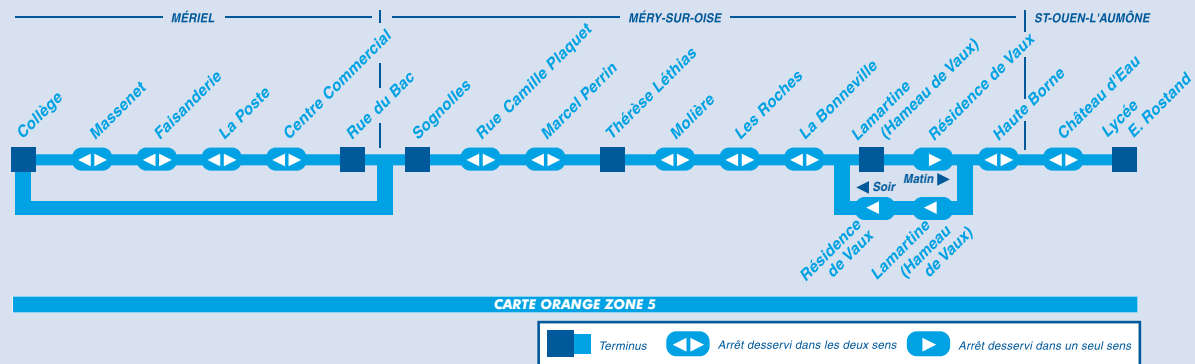 MÉRIEL
MÉRY-SUR-OISE
ST-OUEN-L'AUMÔNE
Collège
Massenet
Faisanderie
La Poste
Centre Commercial
Rue du Bac
Sognolles
Rue Camille Plaquet
Marcel Perrin
Thérèse Léthias
Molière
Les Roches
La Bonneville
Lamartine
(Hameau de Vaux)
Résidence de Vaux
Haute Borne
Château d'Eau
Lycée
E. Rostand
Soir
Matin
Résidence
de Vaux
Lamartine
(Hameau
de Vaux)
CARTE ORANGE ZONE 5
Terminus
Arrêt desservi dans les deux sens
Arrêt desservi dans un seul sens